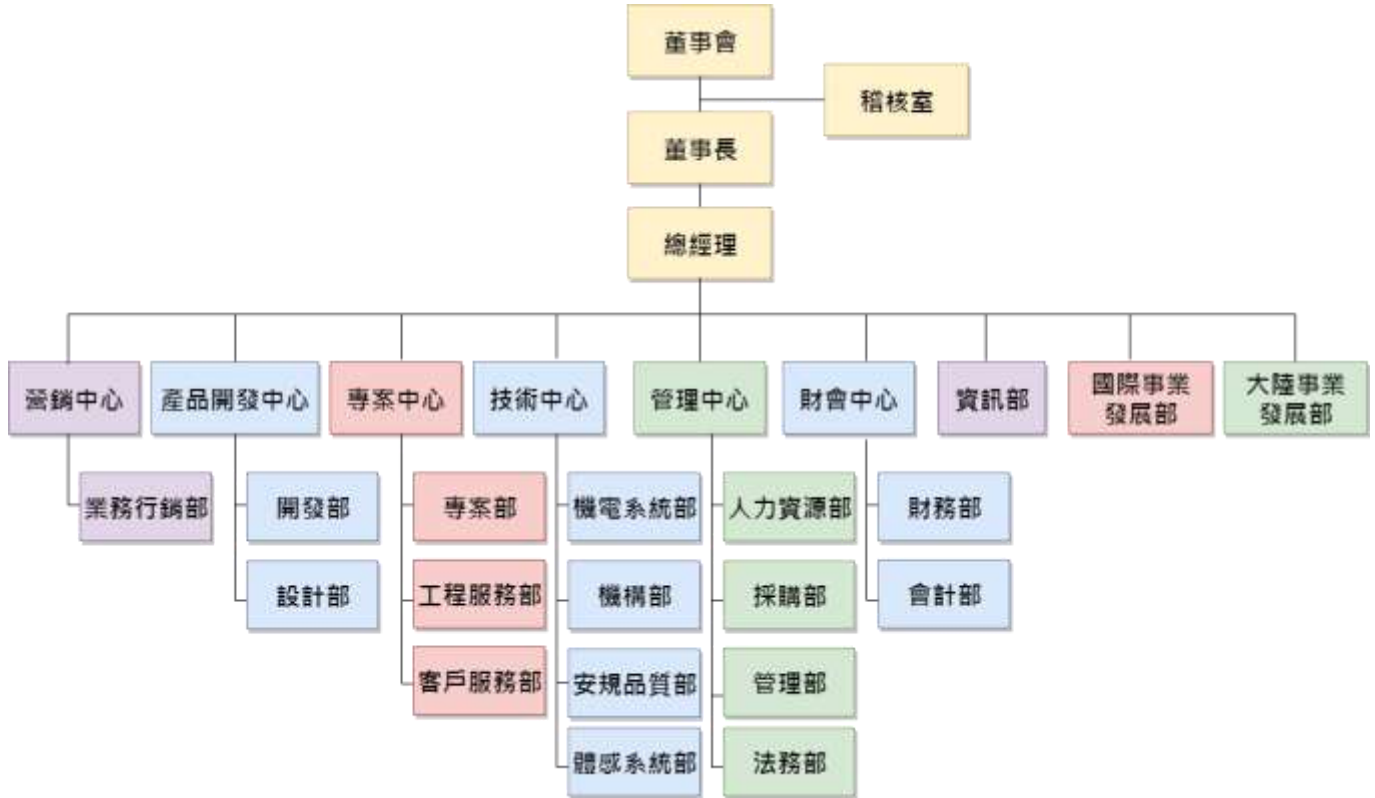 董事會
稽核室
董事長
總經理
營銷中心
產品開發中心
專案中心
技術中心
管理中心
財會中心
資訊部
國際事業
發展部
大陸事業
發展部
業務行銷部
開發部
設計部
專案部
工程服務部
客戶服務部
機電系統部
機構部
安規品質部
體感系統部
人力資源部
採購部
管理部
法務部
財務部
會計部